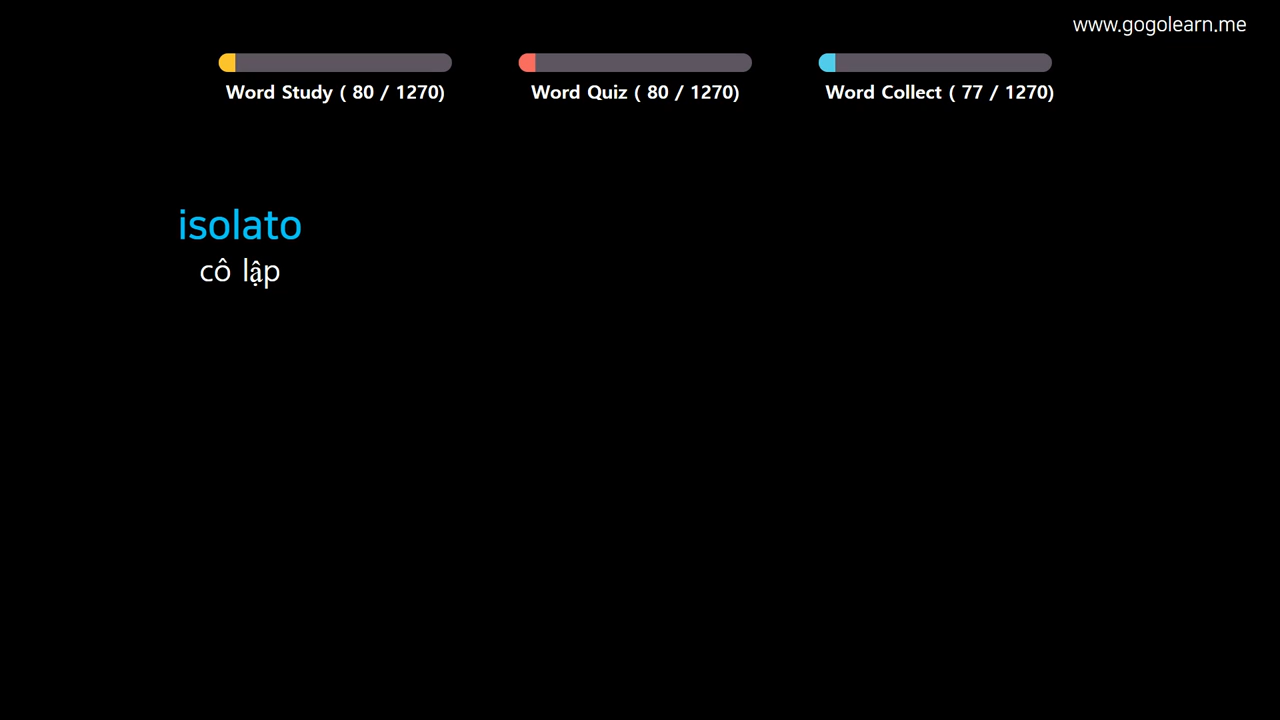 www.gogolearn.me
Word Study ( 80 / 1270)
Word Quiz ( 80 / 1270)
Word Collect ( 77 / 1270)
isolato
cô lập